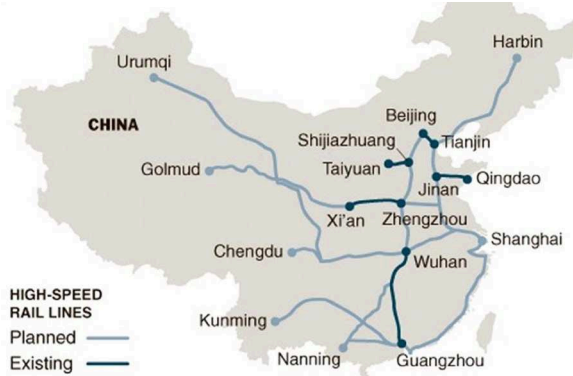 Harbin
Urumqi
Beijing
CHINA
Shijiazhuang
Tianjin
Golmud
Taiyuan
Jinan
Qingdao
Xi'an
Zhengzhou
Shanghai
Chengdu
Wuhan
HIGH-SPEED
RAIL LINES
Planned
Existing
Kunming
Nanning
Guangzhou